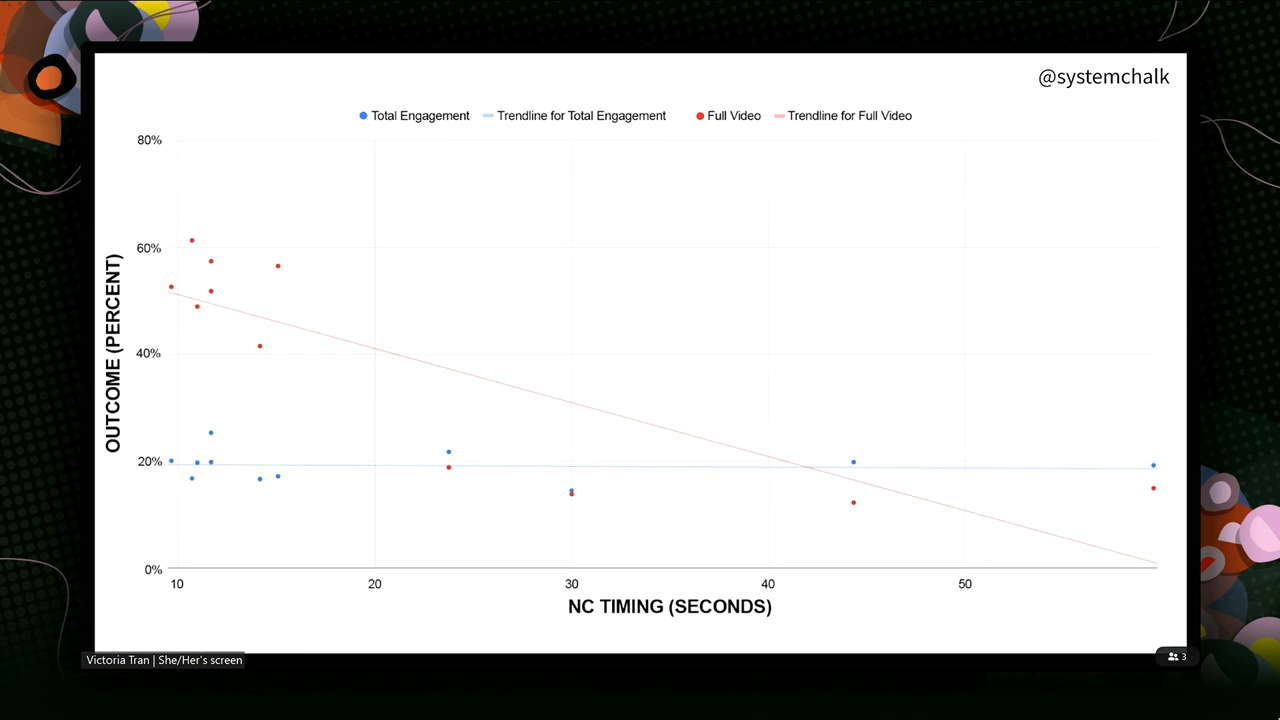 @systemchalk
Total Engagement Trendline for Total Engagement Full Video Trendline for Full Video
80%
60%
40%
20%
0%
OUTCOME (PERCENT)
10 20 30 40 50
NC TIMING (SECONDS)
Victoria Tran | She/Her's screen
3